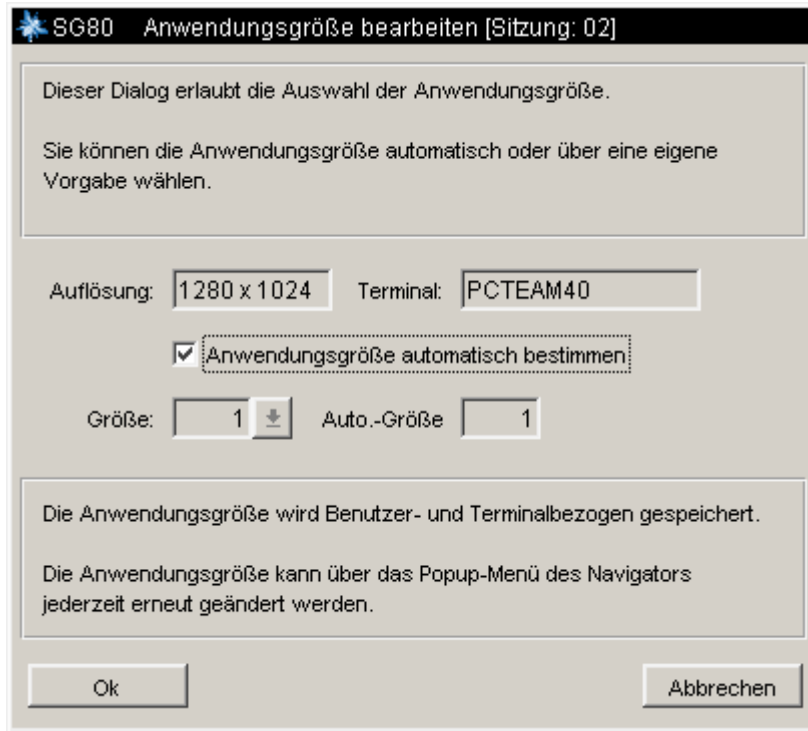 SG80 Anwendungsgröße bearbeiten [Sitzung: 02]
Dieser Dialog erlaubt die Auswahl der Anwendungsgröße.
Sie können die Anwendungsgröße automatisch oder über eine eigene
Vorgabe wählen.
Auflösung: 1280 x 1024 Terminal: PCTEAM40
Anwendungsgröße automatisch bestimmen
Größe: 1 Auto.-Größe 1
Die Anwendungsgröße wird Benutzer- und Terminalbezogen gespeichert.
Die Anwendungsgröße kann über das Popup-Menü des Navigators
jederzeit erneut geändert werden.
Ok Abbrechen